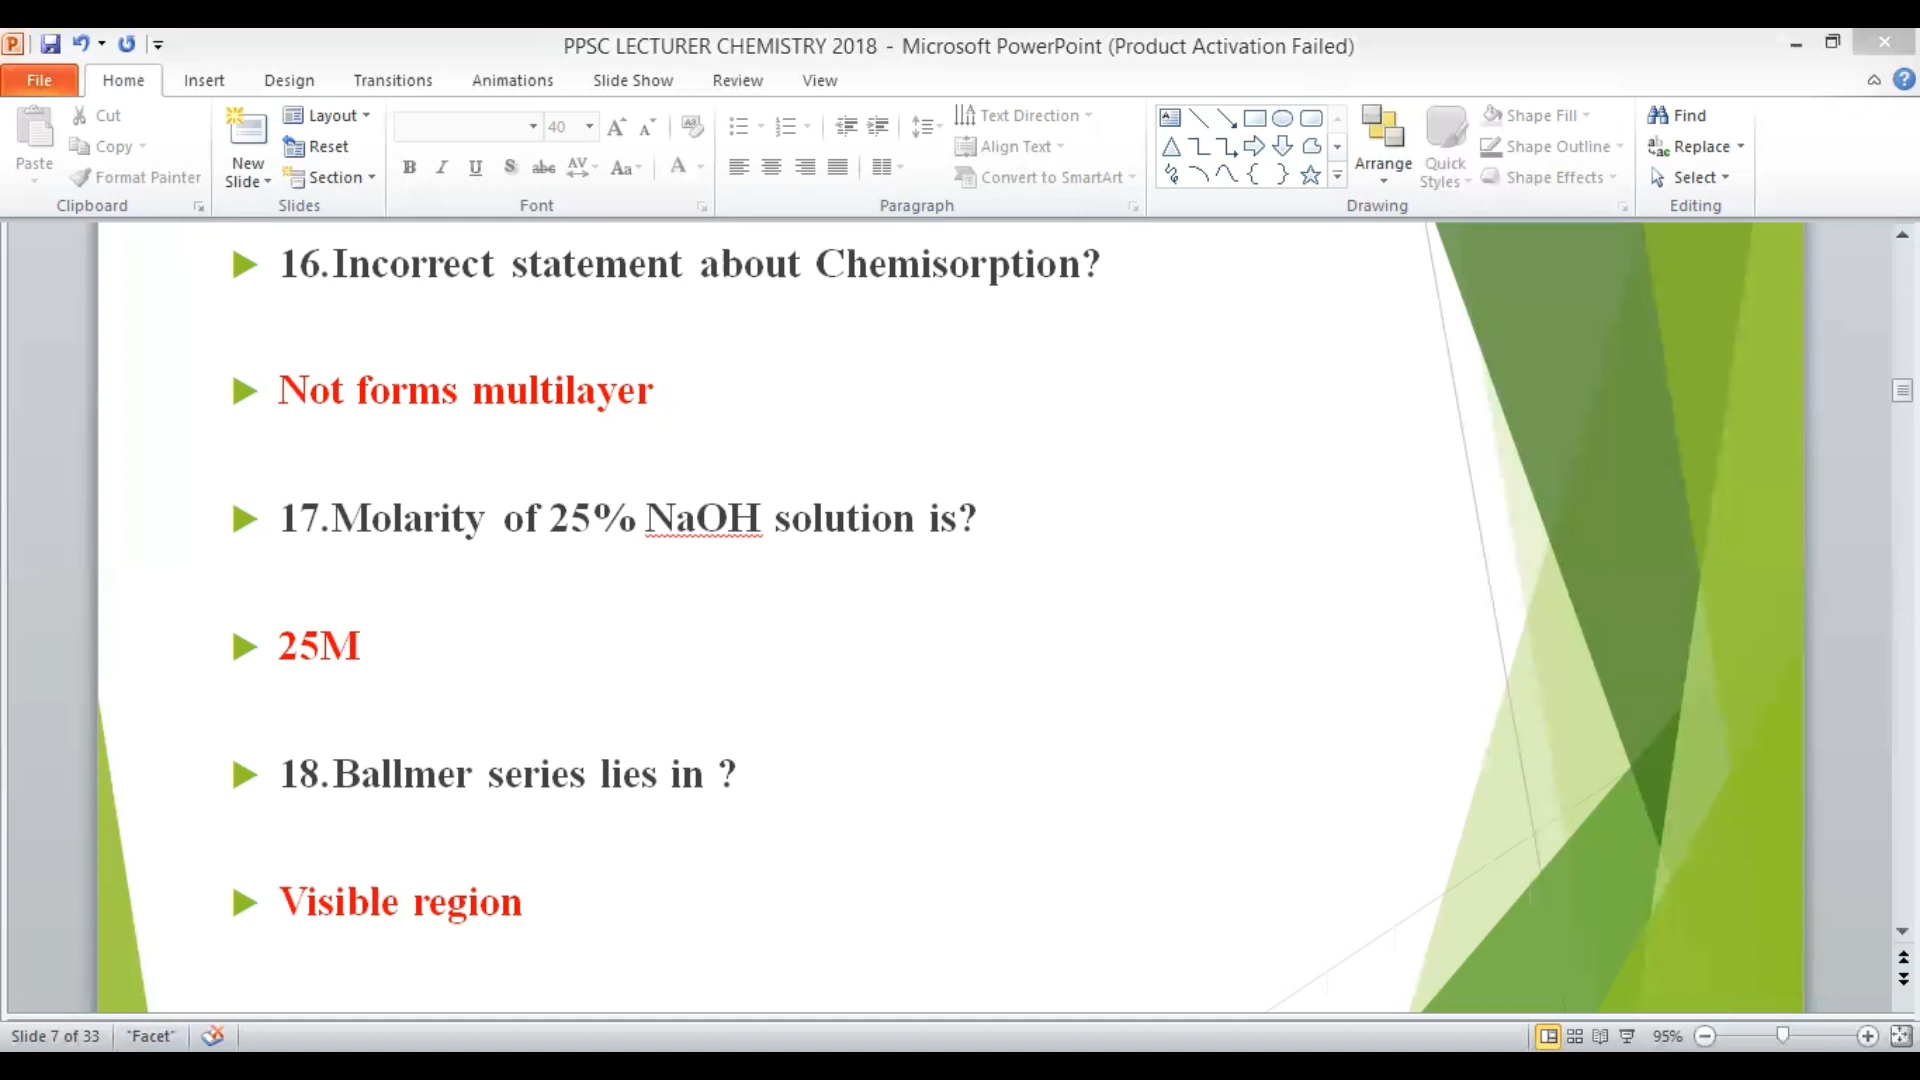 PPSC LECTURER CHEMISTRY 2018 - Microsoft PowerPoint (Product Activation Failed)
File Home Insert Design Transitions Animations Slide Show Review View
Paste
Cut
Copy
Format Painter
Clipboard
New
Slide
Layout
Reset
Section
Slides
40
Font
Text Direction
Align Text
Convert to SmartArt
Paragraph
Arrange
Quick
Styles
Shape Fill
Shape Outline
Shape Effects
Drawing
Find
Replace
Select
Editing
16.Incorrect statement about Chemisorption?
Not forms multilayer
17.Molarity of 25% NaOH solution is?
25M
18.Ballmer series lies in ?
Visible region
Slide 7 of 33 "Facet" 95%